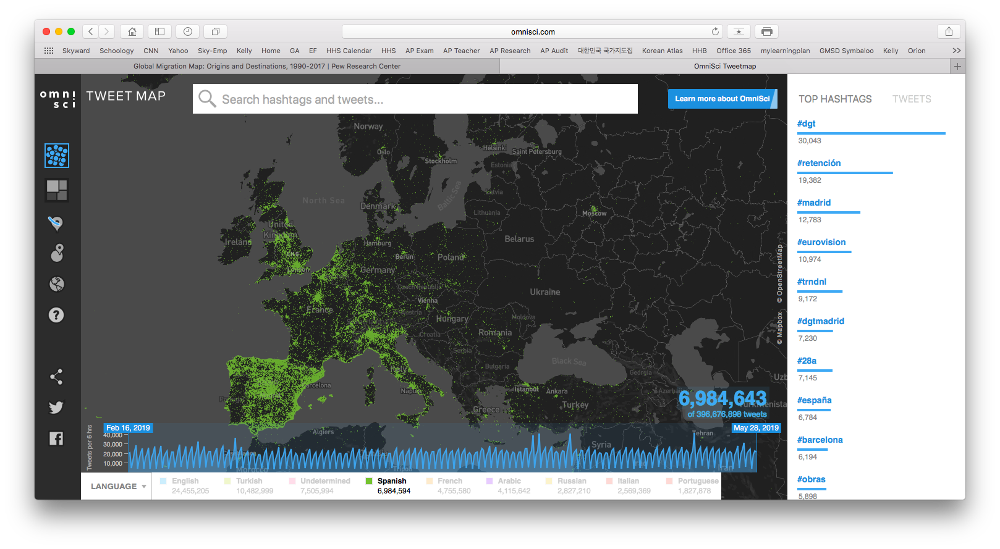 omnisci.com
Skyward Schoology CNN Yahoo Sky-Emp Kelly Home GA EF HHS Calendar HHS AP Exam AP Teacher AP Research AP Audit 대한민국 국가지도집 Korean Atlas HHB Office 365 mylearningplan GMSD Symbaloo Kelly Orion
Global Migration Map: Origins and Destinations, 1990-2017 | Pew Research Center
OmniSci Tweetmap
omni
sci
TWEET MAP
Search hashtags and tweets...
Learn more about OmniSci
TOP HASHTAGS TWEETS
#dgt
30,043
#retención
19,382
#madrid
12,783
#eurovision
10,974
#trndnl
9,172
#dgtmadrid
7,230
#28a
7,145
#españa
6,784
#barcelona
6,194
#obras
5,898
Norway
Oslo
Helsinki
Saint Petersburg
Stockholm
Estonia
North Sea
Baltic Sea
Latvia
Denmark
Lithuania
Moscow
United
Kingdom
Ireland
Belarus
Hamburg
Berlin
Poland
London
Germany
Czech Republic
Ukraine
Vienna
France
Austria
Hungary
Moldova
Croatia
Romania
Serbia
Black Sea
Italy
Bulgaria
Georgia
Uzb
Barcelona
Naples
Istanbul
Ankara
Azerbai
Greece
Turkey
Turkmenista
© Mapbox © OpenStreetMap
6,984,643
of 396,676,898 tweets
Feb 16, 2019
May 28, 2019
Tweets per 6 hrs
40,000
30,000
20,000
10,000
Algiers
Tehran
Syria
Casablanca
Tunisia
Iraq
Iran
Morocco
Tripoli
LANGUAGE
English
24,455,205
Turkish
10,482,999
Undetermined
7,505,994
Spanish
6,984,594
French
4,755,580
Arabic
4,115,642
Russian
2,827,210
Italian
2,569,369
Portuguese
1,827,878